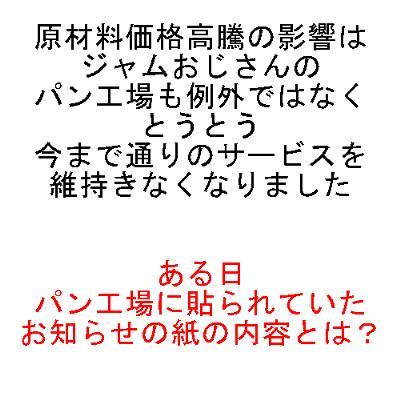 原材料価格高騰の影響は
ジャムおじさんの
パン工場も例外ではなく
とうとう
今まで通りのサービスを
維持きなくなりました
ある日
パン工場に貼られていた
お知らせの紙の内容とは？